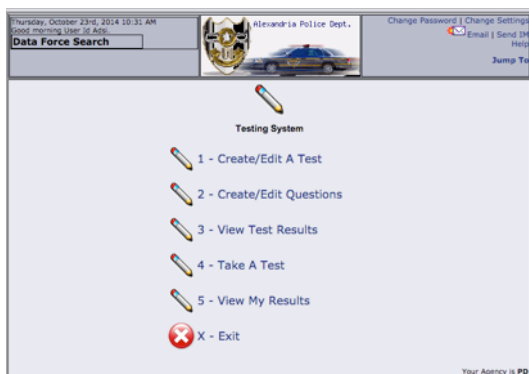 Thursday, October 23rd, 2014 10:31 AM
Good morning User Id Adsi.
Data Force Search
Alexandria Police Dept.
Change Password | Change Settings
Email | Send IM
Help
Jump To
Testing System
1 - Create/Edit A Test
2 - Create/Edit Questions
3 - View Test Results
4 - Take A Test
5 - View My Results
X - Exit
Your Agency is PD